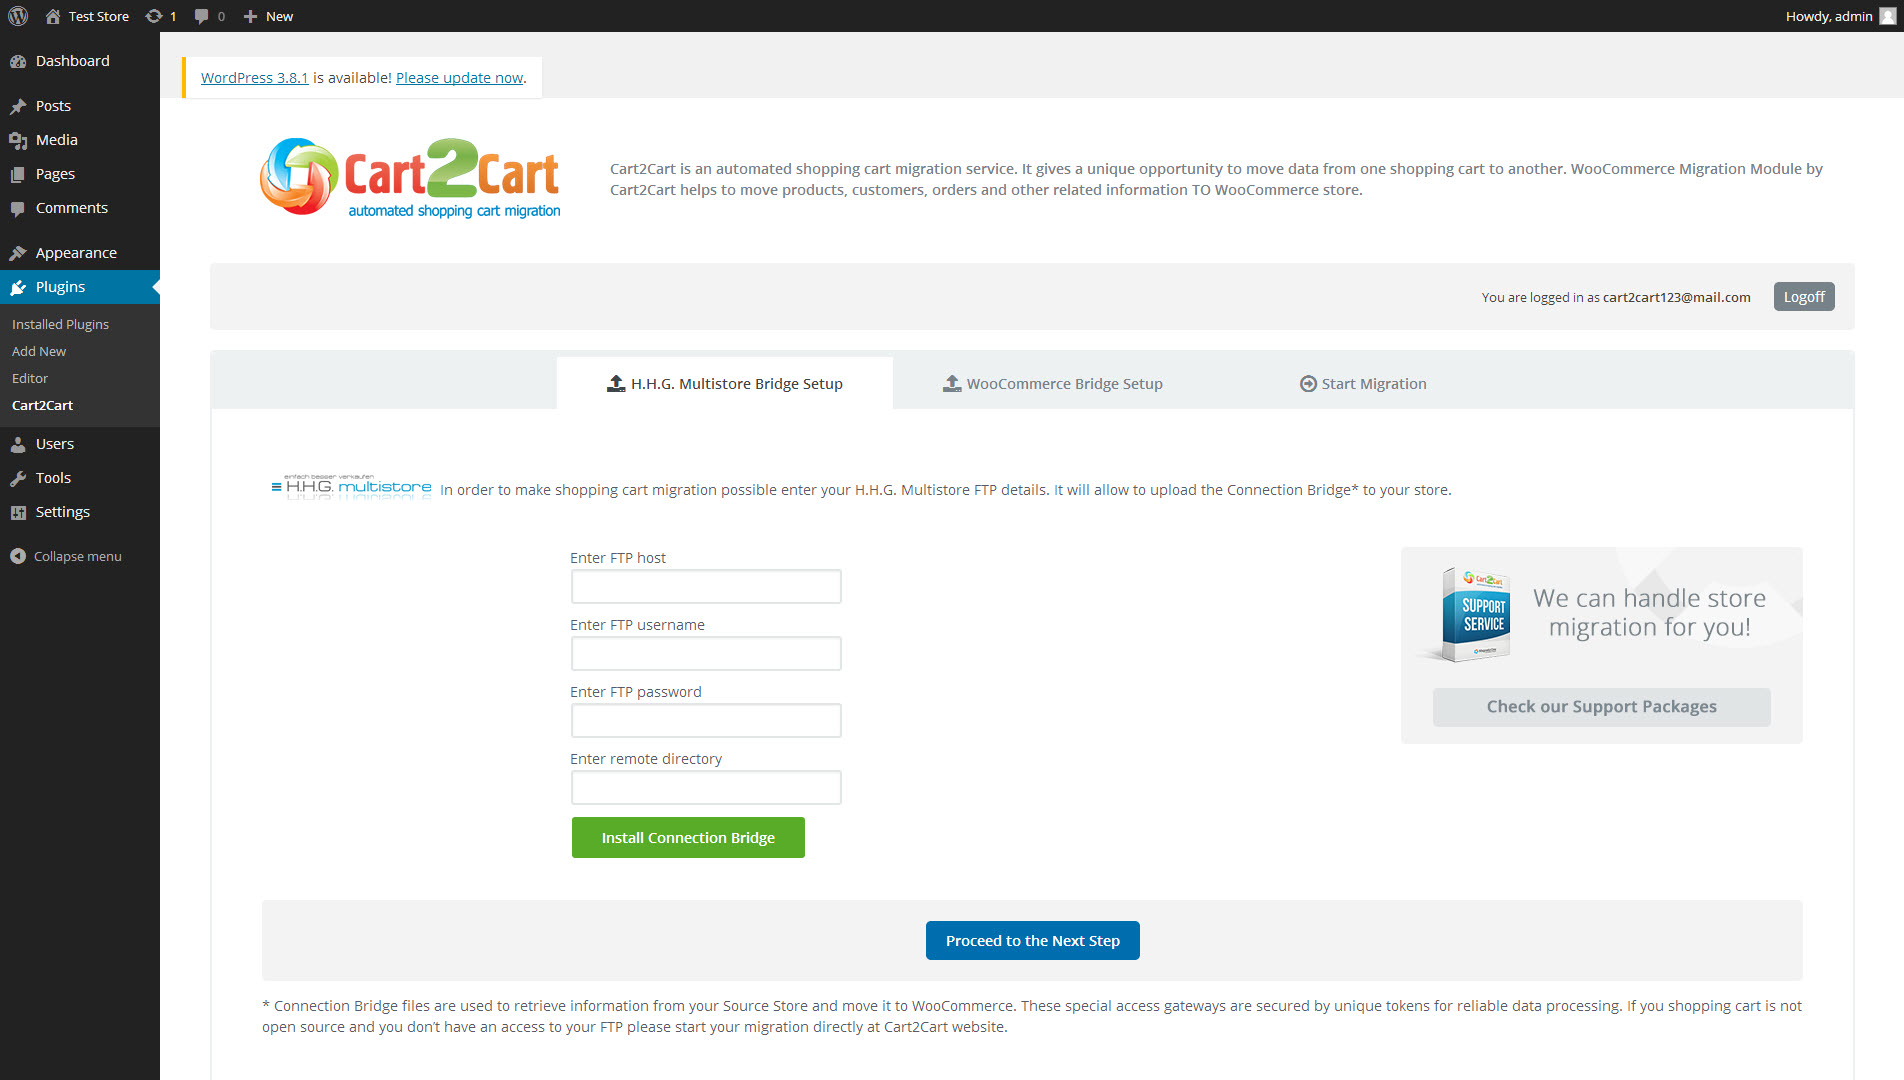 Test Store 1 0 New Howdy, admin
Dashboard
Posts
Media
Pages
Comments
Appearance
Plugins
Installed Plugins
Add New
Editor
Cart2Cart
Users
Tools
Settings
Collapse menu
WordPress 3.8.1 is available! Please update now.
Cart2Cart
automated shopping cart migration
Cart2Cart is an automated shopping cart migration service. It gives a unique opportunity to move data from one shopping cart to another. WooCommerce Migration Module by
Cart2Cart helps to move products, customers, orders and other related information TO WooCommerce store.
You are logged in as cart2cart123@mail.com Logoff
H.H.G. Multistore Bridge Setup WooCommerce Bridge Setup Start Migration
einfach besser verkaufen
H.H.G. multistore
In order to make shopping cart migration possible enter your H.H.G. Multistore FTP details. It will allow to upload the Connection Bridge* to your store.
Enter FTP host
Enter FTP username
Enter FTP password
Enter remote directory
Install Connection Bridge
Cart2Cart
SUPPORT
SERVICE
We can handle store
migration for you!
Check our Support Packages
Proceed to the Next Step
* Connection Bridge files are used to retrieve information from your Source Store and move it to WooCommerce. These special access gateways are secured by unique tokens for reliable data processing. If you shopping cart is not
open source and you don't have an access to your FTP please start your migration directly at Cart2Cart website.